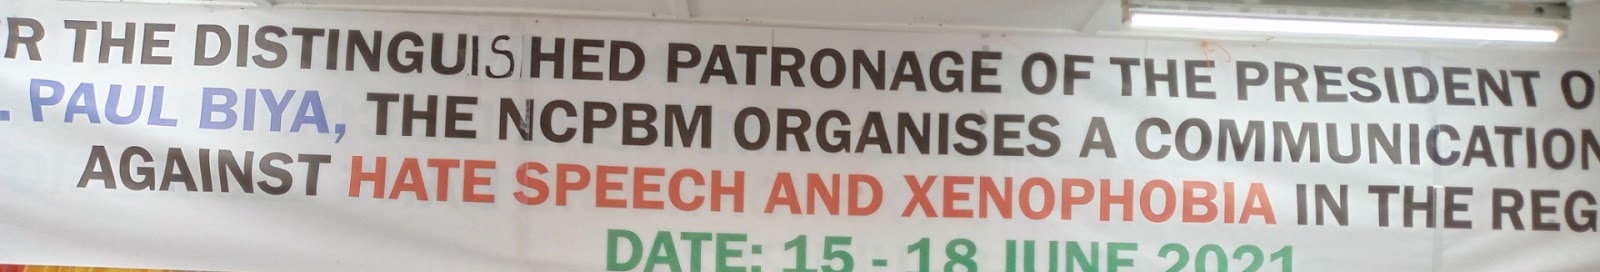 THE DISTINGUISHED PATRONAGE OF THE PRESIDENT
. PAUL BIYA, THE NCPBM ORGANISES A COMMUNICATION
AGAINST HATE SPEECH AND XENOPHOBIA IN THE REG
DATE: 15 - 18 JUNE 2021